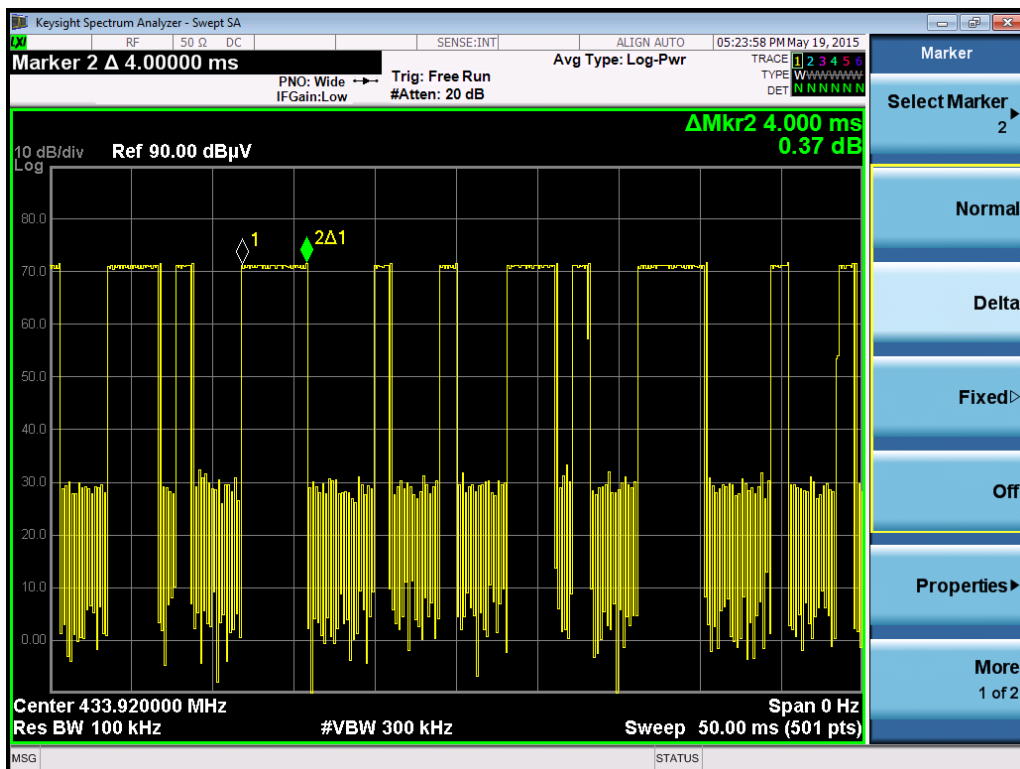 Keysight Spectrum Analyzer - Swept SA
LXI RF 50 Ω DC SENSE:INT ALIGN AUTO 05:23:58 PM May 19, 2015
Marker 2 Δ 4.00000 ms
PNO: Wide
IFGain:Low
Trig: Free Run
#Atten: 20 dB
Avg Type: Log-Pwr
TRACE 1 2 3 4 5 6
TYPE WWWWWW
DET N N N N N N
ΔMkr2 4.000 ms
0.37 dB
10 dB/div Ref 90.00 dBµV
Log
80.0
70.0
60.0
50.0
40.0
30.0
20.0
10.0
0.00
1
2Δ1
Center 433.920000 MHz Span 0 Hz
Res BW 100 kHz #VBW 300 kHz Sweep 50.00 ms (501 pts)
MSG STATUS
Marker
Select Marker
2
Normal
Delta
Fixed
Off
Properties
More
1 of 2